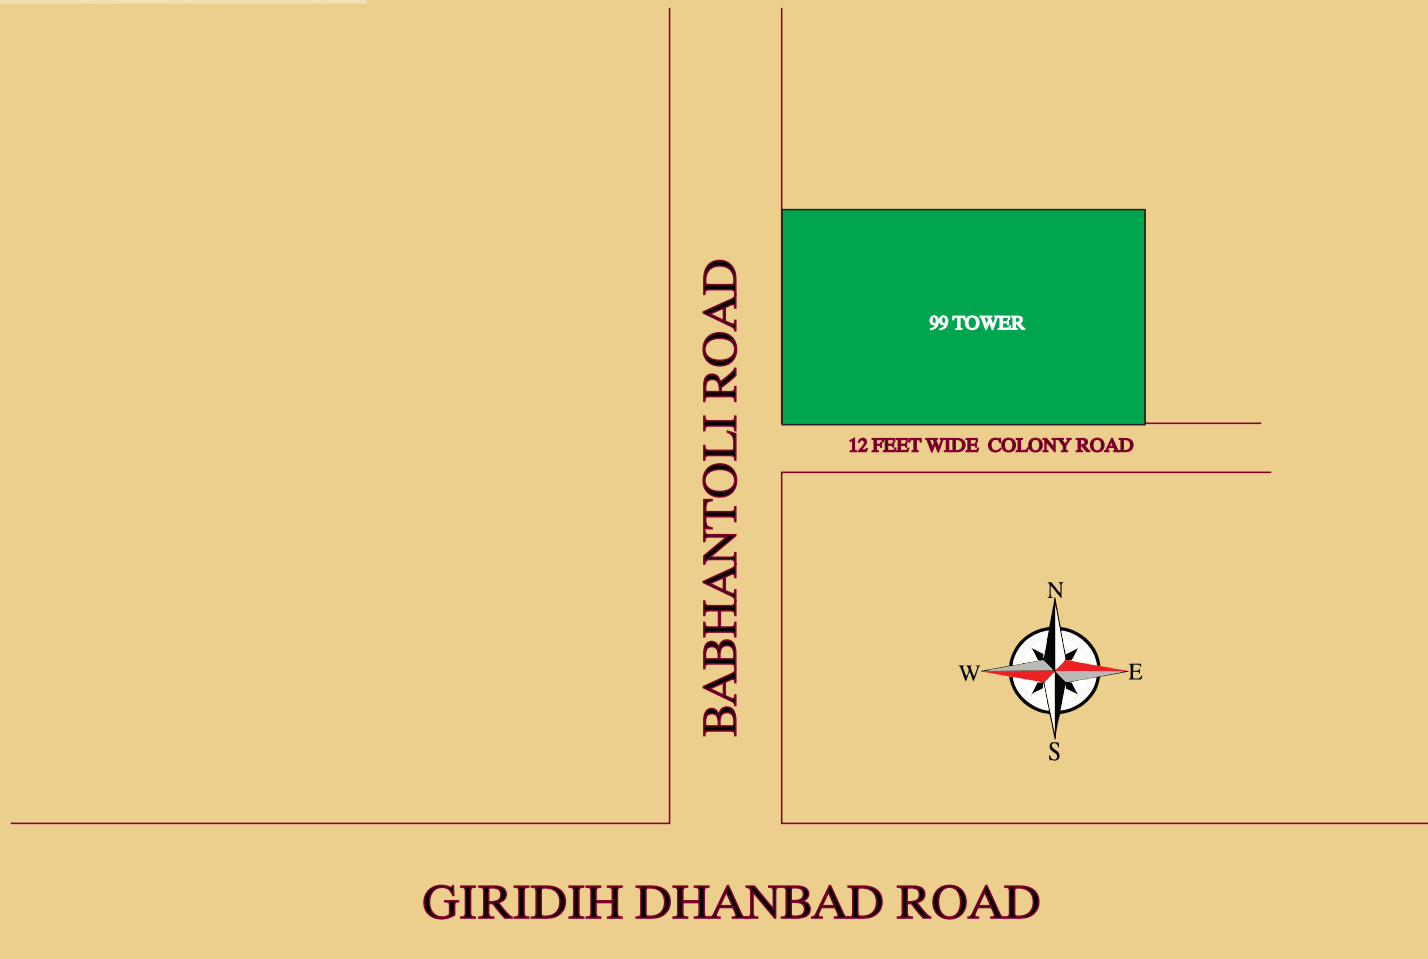 BABHANTOLI ROAD
99 TOWER
12 FEET WIDE  COLONY ROAD
N
W
E
S
GIRIDIH DHANBAD ROAD